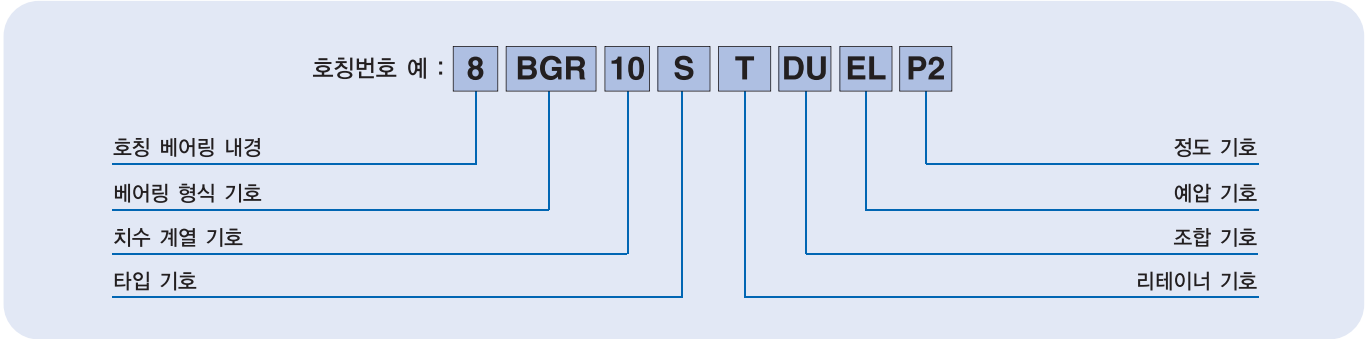 호칭번호 예 : 8 BGR 10 S T DU EL P2
호칭 베어링 내경
정도 기호
베어링 형식 기호
예압 기호
치수 계열 기호
조합 기호
타입 기호
리테이너 기호